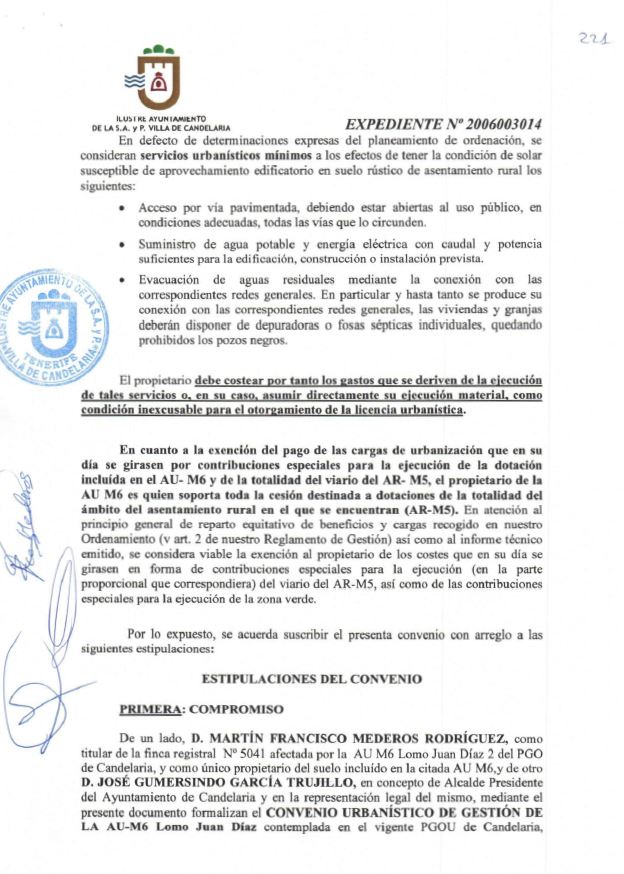 221
ILUSTRE AYUNTAMIENTO
DE LA S.A. y P. VILLA DE CANDELARIA
EXPEDIENTE Nº 2006003014
En defecto de determinaciones expresas del planeamiento de ordenación, se
consideran servicios urbanísticos mínimos a los efectos de tener la condición de solar
susceptible de aprovechamiento edificatorio en suelo rústico de asentamiento rural los
siguientes:
• Acceso por vía pavimentada, debiendo estar abiertas al uso público, en
condiciones adecuadas, todas las vías que lo circunden.
• Suministro de agua potable y energía eléctrica con caudal y potencia
suficientes para la edificación, construcción o instalación prevista.
• Evacuación de aguas residuales mediante la conexión con las
correspondientes redes generales. En particular y hasta tanto se produce su
conexión con las correspondientes redes generales, las viviendas y granjas
deberán disponer de depuradoras o fosas sépticas individuales, quedando
prohibidos los pozos negros.
ILUSTRE AYUNTAMIENTO DE LA S.A. Y P.
VILLA DE CANDELARIA
TENERIFE
El propietario debe costear por tanto los gastos que se deriven de la ejecución
de tales servicios o, en su caso, asumir directamente su ejecución material, como
condición inexcusable para el otorgamiento de la licencia urbanística.
En cuanto a la exención del pago de las cargas de urbanización que en su
día se girasen por contribuciones especiales para la ejecución de la dotación
incluida en el AU- M6 y de la totalidad del viario del AR- M5, el propietario de la
AU M6 es quien soporta toda la cesión destinada a dotaciones de la totalidad del
ámbito del asentamiento rural en el que se encuentran (AR-M5). En atención al
principio general de reparto equitativo de beneficios y cargas recogido en nuestro
Ordenamiento (v art. 2 de nuestro Reglamento de Gestión) así como al informe técnico
emitido, se considera viable la exención al propietario de los costes que en su día se
girasen en forma de contribuciones especiales para la ejecución (en la parte
proporcional que correspondiera) del viario del AR-M5, así como de las contribuciones
especiales para la ejecución de la zona verde.
Por lo expuesto, se acuerda suscribir el presenta convenio con arreglo a las
siguientes estipulaciones:
ESTIPULACIONES DEL CONVENIO
PRIMERA: COMPROMISO
De un lado, D. MARTÍN FRANCISCO MEDEROS RODRÍGUEZ, como
titular de la finca registral Nº 5041 afectada por la AU M6 Lomo Juan Díaz 2 del PGO
de Candelaria, y como único propietario del suelo incluído en la citada AU M6,y de otro
D. JOSÉ GUMERSINDO GARCÍA TRUJILLO, en concepto de Alcalde Presidente
del Ayuntamiento de Candelaria y en la representación legal del mismo, mediante el
presente documento formalizan el CONVENIO URBANÍSTICO DE GESTIÓN DE
LA AU-M6 Lomo Juan Díaz contemplada en el vigente PGOU de Candelaria,